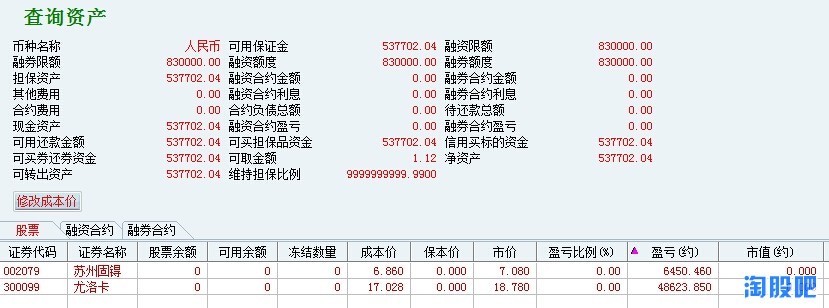 查询资产
币种名称 人民币 可用保证金 537702.04 融资限额 830000.00
融券限额 830000.00 融资额度 830000.00 融券额度 830000.00
担保资产 537702.04 融资合约金额 0.00 融券合约金额 0.00
其他费用 0.00 融资合约利息 0.00 融券合约利息 0.00
合约费用 0.00 合约负债总额 0.00 待还款总额 0.00
现金资产 537702.04 融资合约盈亏 0.00 融券合约盈亏 0.00
可用还款金额 537702.04 可买担保品资金 537702.04 信用买标的资金 537702.04
可买券还券资金 537702.04 可取金额 1.12 净资产 537702.04
可转出资产 537702.04 维持担保比例 9999999999.9900
修改成本价
股票 融资合约 融券合约
证券代码 证券名称 股票余额 可用余额 冻结数量 成本价 保本价 市价 盈亏比例(%) 盈亏(约) 市值(约)
002079 苏州固锝 0 0 0 6.860 0.000 7.080 0.00 6450.460 0.000
300099 尤洛卡 0 0 0 17.028 0.000 18.780 0.00 48623.850
淘股吧